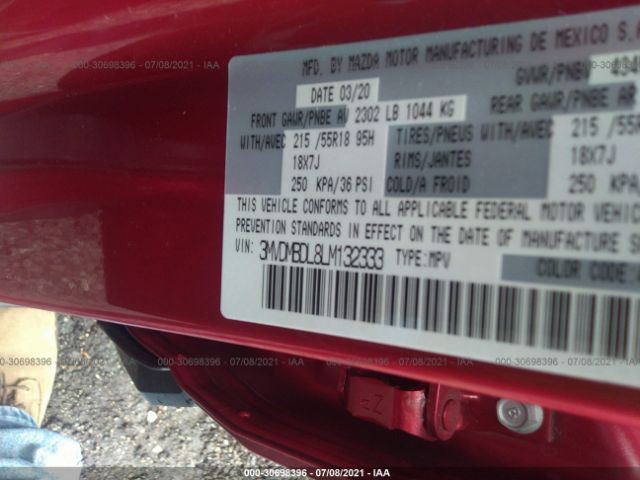 000-30698396 - 07/08/2021 - IAA
MFD. BY MAZDA MOTOR MANUFACTURING DE MEXICO S.
DATE 03/20
GVWR/PNBV
FRONT GAWR/PNBE AV 2302 LB 1044 KG
REAR GAWR/PNBE AR
WITH/AVEC 215 /55R18 95H TIRES/PNEUS WITH/AVEC 215 /55R
18X7J RIMS/JANTES 18X7J
250 KPA/36 PSI COLD/A FROID 250 KPA/
THIS VEHICLE CONFORMS TO ALL APPLICABLE FEDERAL MOTOR
PREVENTION STANDARDS IN EFFECT ON THE DATE OF MANUFACTURE
VIN: 3MVDMBDL8LM132333 TYPE: MPV
COLOR CODE
000-30698396 - 07/08/2021 - IAA
000-30698396 - 07/08/2021 - IAA
000-30698396 - 07/08/2021 - IAA
000-30698396 - 07/08/2021 - IAA